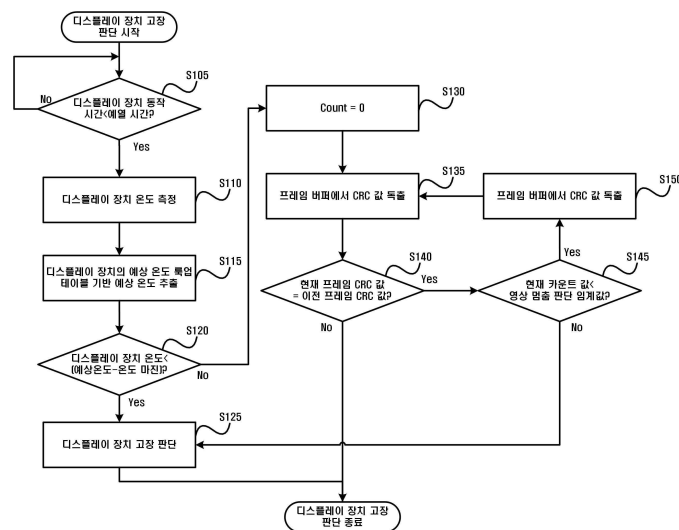 디스플레이 장치 고장
판단 시작
S105
디스플레이 장치 동작
시간<예열 시간?
No
Yes
S110
디스플레이 장치 온도 측정
S115
디스플레이 장치의 예상 온도 룩업
테이블 기반 예상 온도 추출
S120
디스플레이 장치 온도<
(예상온도-온도 마진)?
No
Yes
S125
디스플레이 장치 고장 판단
S130
Count = 0
S135
프레임 버퍼에서 CRC 값 독출
S140
현재 프레임 CRC 값
= 이전 프레임 CRC 값?
Yes
No
S145
현재 카운트 값<
영상 멈춤 판단 임계값?
Yes
No
S150
프레임 버퍼에서 CRC 값 독출
디스플레이 장치 고장
판단 종료